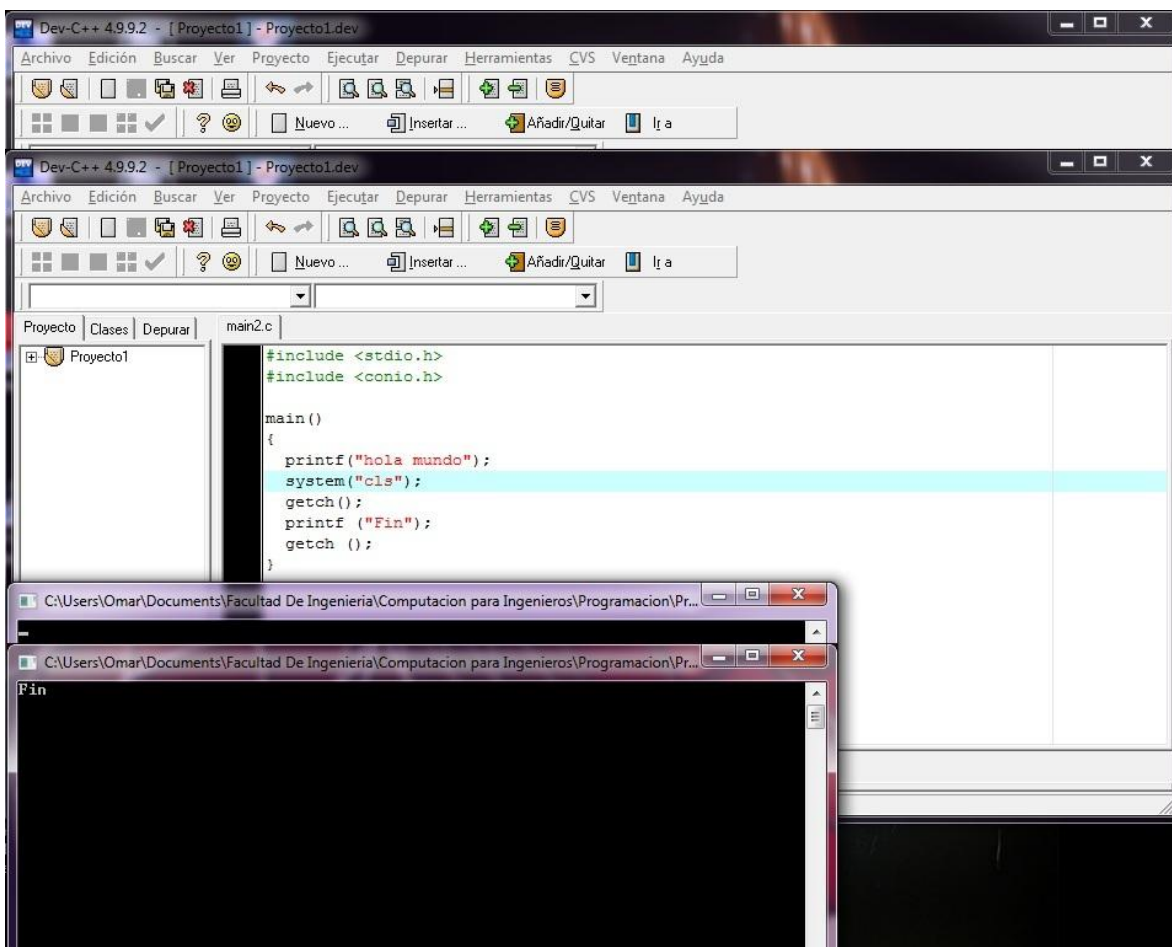 Dev-C++ 4.9.9.2 - [ Proyecto1 ] - Proyecto1.dev
Archivo Edición Buscar Ver Proyecto Ejecutar Depurar Herramientas CVS Ventana Ayuda
Nuevo ... Insertar ... Añadir/Quitar Ir a
Dev-C++ 4.9.9.2 - [ Proyecto1 ] - Proyecto1.dev
Archivo Edición Buscar Ver Proyecto Ejecutar Depurar Herramientas CVS Ventana Ayuda
Nuevo ... Insertar ... Añadir/Quitar Ir a
Proyecto Clases Depurar main2.c
Proyecto1
#include <stdio.h>
#include <conio.h>
main()
{
printf("hola mundo");
system("cls");
getch();
printf ("Fin");
getch ();
}
C:\Users\Omar\Documents\Facultad De Ingenieria\Computacion para Ingenieros\Programacion\Pr...
C:\Users\Omar\Documents\Facultad De Ingenieria\Computacion para Ingenieros\Programacion\Pr...
Fin